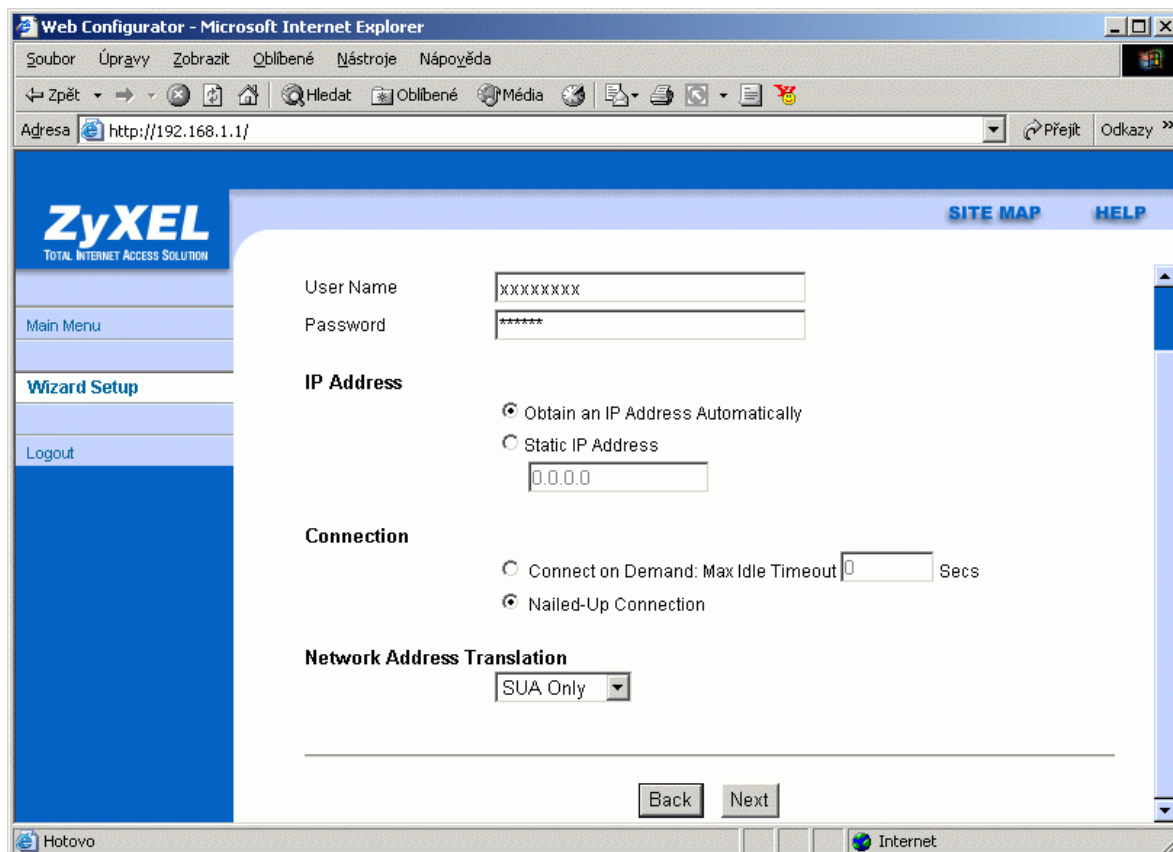 Web Configurator - Microsoft Internet Explorer
Soubor Úpravy Zobrazit Oblíbené Nástroje Nápověda
Zpět Hledat Oblíbené Média
Adresa http://192.168.1.1/ Přejít Odkazy »
ZyXEL
TOTAL INTERNET ACCESS SOLUTION
SITE MAP HELP
Main Menu
Wizard Setup
Logout
User Name xxxxxxxx
Password ******
IP Address
Obtain an IP Address Automatically
Static IP Address
0.0.0.0
Connection
Connect on Demand: Max Idle Timeout 0 Secs
Nailed-Up Connection
Network Address Translation
SUA Only
Back Next
Hotovo Internet